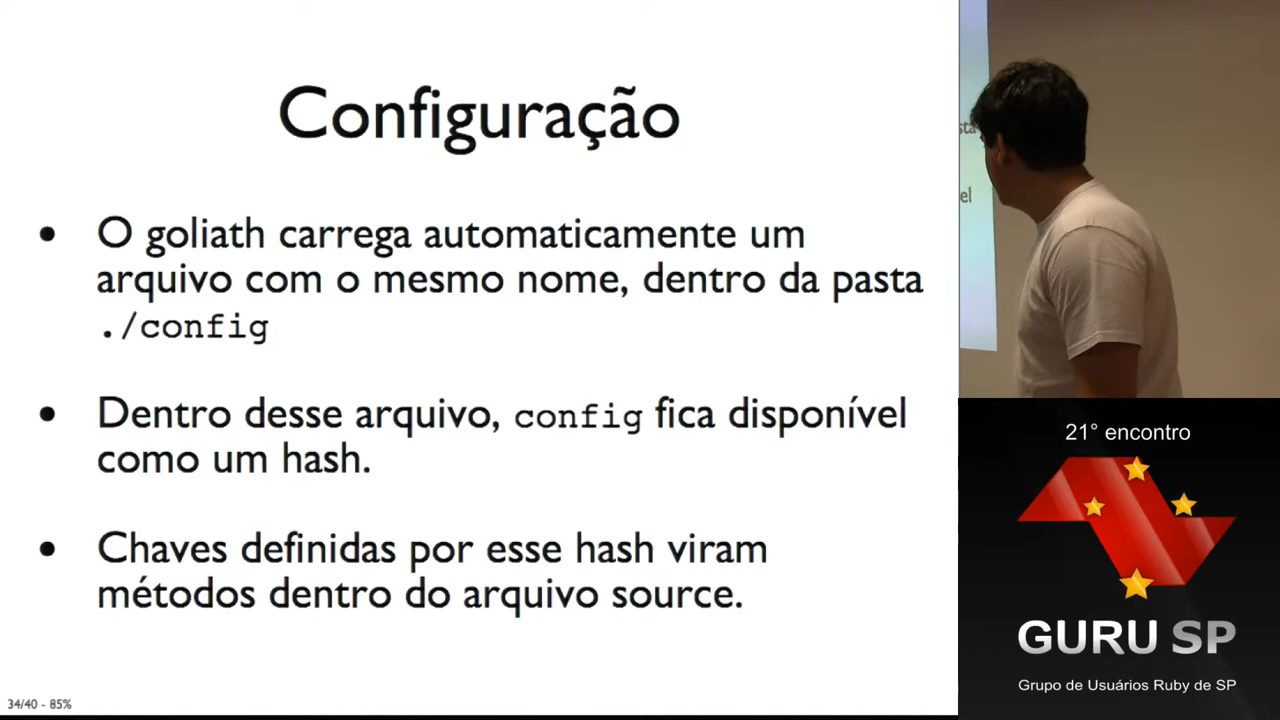 Configuração
• O goliath carrega automaticamente um
arquivo com o mesmo nome, dentro da pasta
./config
• Dentro desse arquivo, config fica disponível
como um hash.
• Chaves definidas por esse hash viram
métodos dentro do arquivo source.
34/40 - 85%
sta
el
21° encontro
GURU SP
Grupo de Usuários Ruby de SP